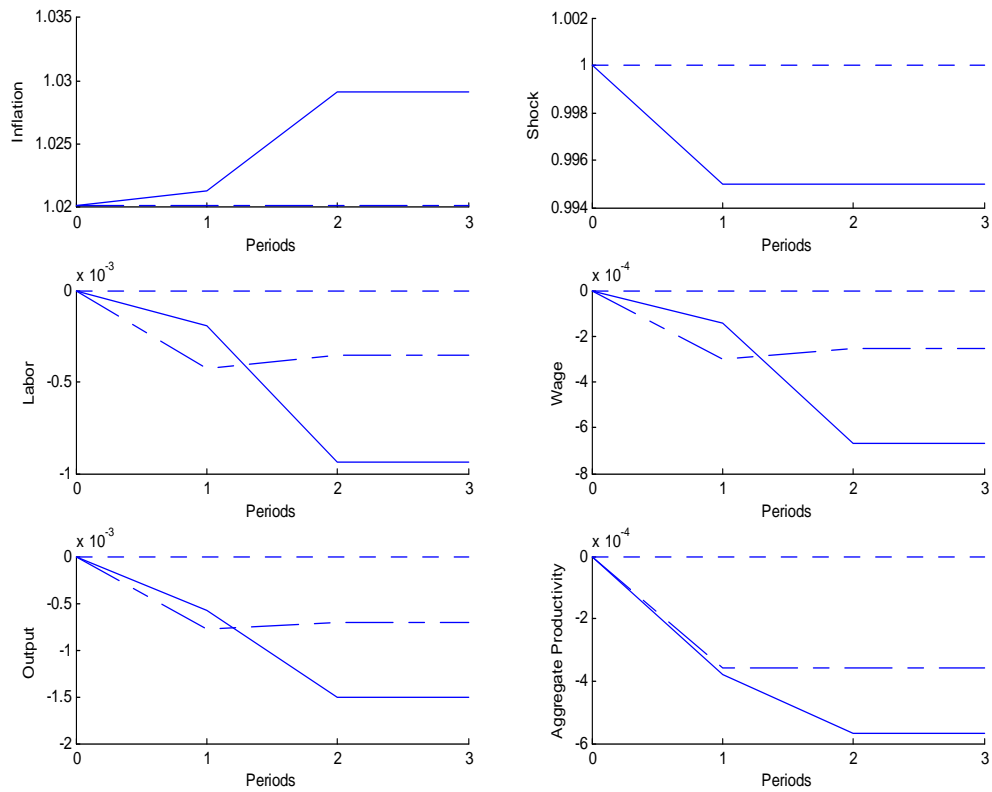 1.035
1.03
1.025
1.02
Inflation
0 1 2 3
Periods
1.002
1
0.998
0.996
0.994
Shock
0 1 2 3
Periods
x 10^-3
0
-0.5
-1
Labor
0 1 2 3
Periods
x 10^-4
0
-2
-4
-6
-8
Wage
0 1 2 3
Periods
x 10^-3
0
-0.5
-1
-1.5
-2
Output
0 1 2 3
Periods
x 10^-4
0
-2
-4
-6
Aggregate Productivity
0 1 2 3
Periods